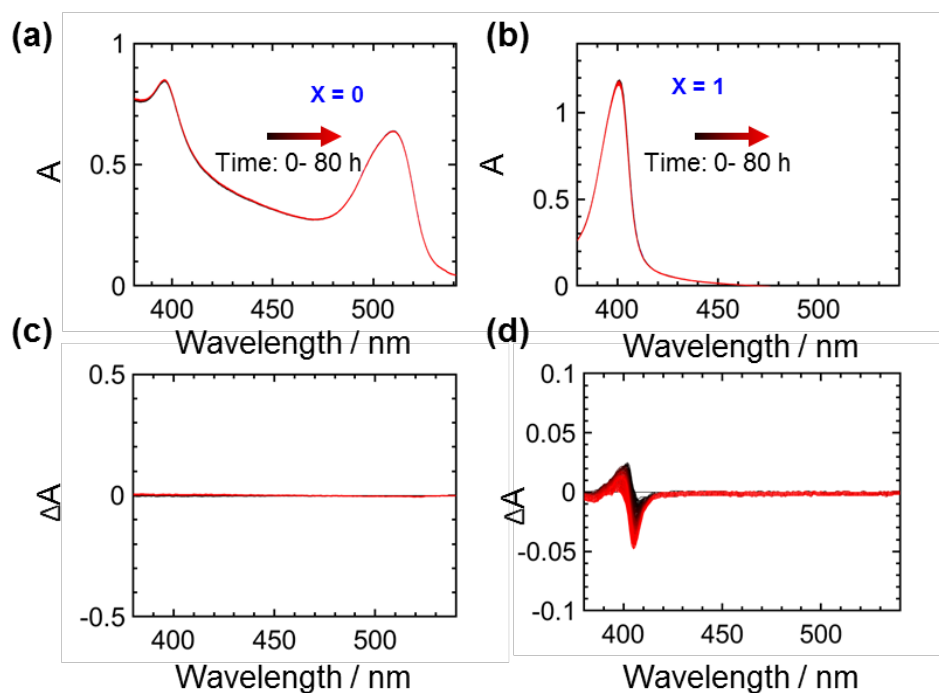 (a)
1
0.5
0
A
X = 0
Time: 0- 80 h
400
450
500
Wavelength / nm
(b)
1
0.5
0
A
X = 1
Time: 0- 80 h
400
450
500
Wavelength / nm
(c)
0.5
0
-0.5
ΔA
400
450
500
Wavelength / nm
(d)
0.1
0.05
0
-0.05
-0.1
ΔA
400
450
500
Wavelength / nm